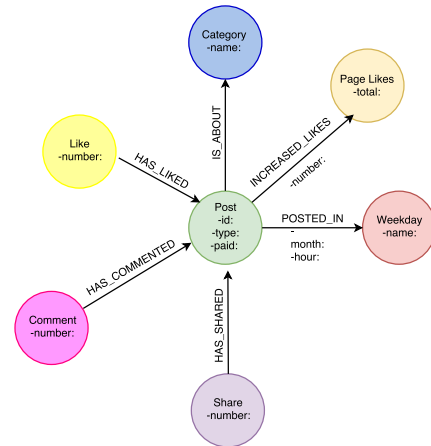 Category
-name:
Page Likes
-total:
Like
-number:
HAS_LIKED
IS_ABOUT
INCREASED_LIKES
-number:
Post
-id:
-type:
-paid:
POSTED_IN
-
month:
-hour:
Weekday
-name:
HAS_COMMENTED
Comment
-number:
HAS_SHARED
Share
-number: